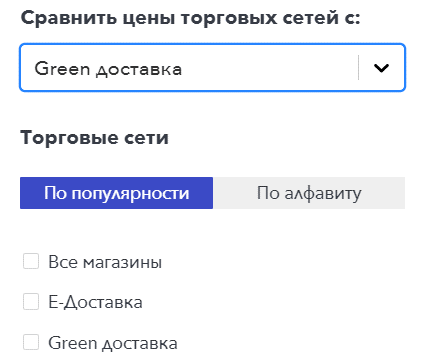 Сравнить цены торговых сетей с:
Green доставка
Торговые сети
По популярности
По алфавиту
Все магазины
Е-Доставка
Green доставка